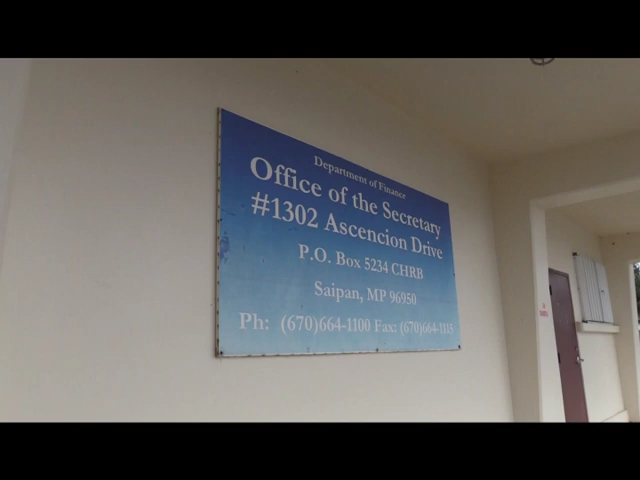 Department of Finance
Office of the Secretary
#1302 Ascencion Drive
P.O. Box 5234 CHRB
Saipan, MP 96950
Ph: (670)664-1100 Fax: (670)664-1115